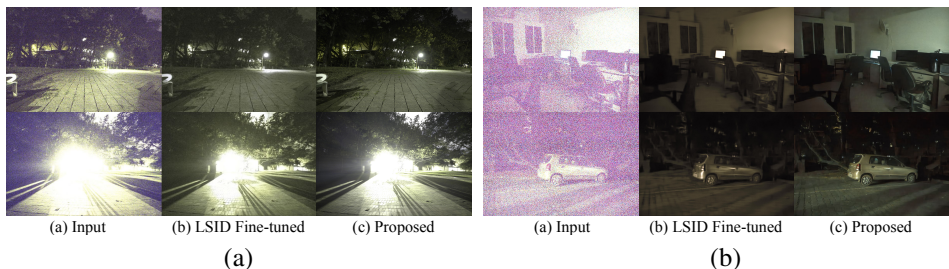 (a) Input (b) LSID Fine-tuned (c) Proposed (a) Input (b) LSID Fine-tuned (c) Proposed
(a) (b)